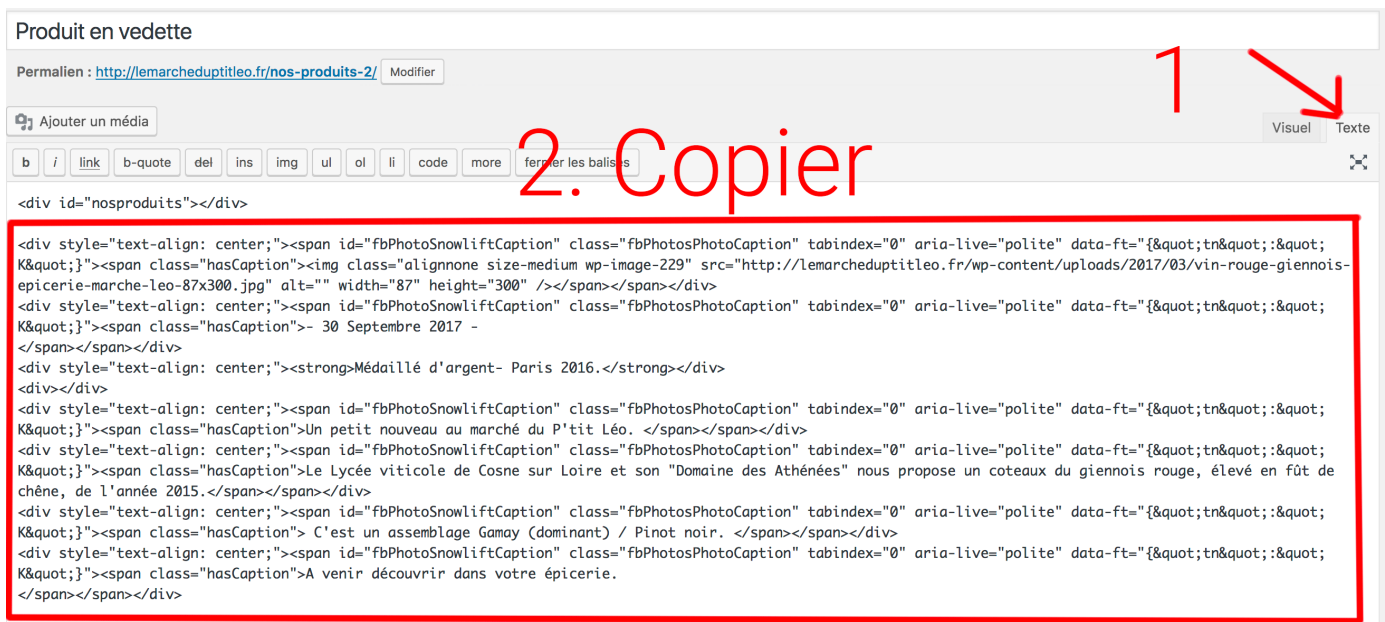 Produit en vedette
Permalien : http://lemarcheduptitleo.fr/nos-produits-2/ Modifier
1
Ajouter un média
Visuel Texte
2. Copier
b i link b-quote del ins img ul ol li code more fermer les balises
<div id="nosproduits"></div>
<div style="text-align: center;"><span id="fbPhotoSnowliftCaption" class="fbPhotosPhotoCaption" tabindex="0" aria-live="polite" data-ft="{&quot;tn&quot;:&quot;
K&quot;}"><span class="hasCaption"><img class="alignnone size-medium wp-image-229" src="http://lemarcheduptitleo.fr/wp-content/uploads/2017/03/vin-rouge-giennois-
epicerie-marche-leo-87x300.jpg" alt="" width="87" height="300" /></span></span></div>
<div style="text-align: center;"><span id="fbPhotoSnowliftCaption" class="fbPhotosPhotoCaption" tabindex="0" aria-live="polite" data-ft="{&quot;tn&quot;:&quot;
K&quot;}"><span class="hasCaption">- 30 Septembre 2017 -
</span></span></div>
<div style="text-align: center;"><strong>Médaillé d'argent- Paris 2016.</strong></div>
<div></div>
<div style="text-align: center;"><span id="fbPhotoSnowliftCaption" class="fbPhotosPhotoCaption" tabindex="0" aria-live="polite" data-ft="{&quot;tn&quot;:&quot;
K&quot;}"><span class="hasCaption">Un petit nouveau au marché du P'tit Léo. </span></span></div>
<div style="text-align: center;"><span id="fbPhotoSnowliftCaption" class="fbPhotosPhotoCaption" tabindex="0" aria-live="polite" data-ft="{&quot;tn&quot;:&quot;
K&quot;}"><span class="hasCaption">Le Lycée viticole de Cosne sur Loire et son "Domaine des Athénées" nous propose un coteaux du giennois rouge, élevé en fût de
chêne, de l'année 2015.</span></span></div>
<div style="text-align: center;"><span id="fbPhotoSnowliftCaption" class="fbPhotosPhotoCaption" tabindex="0" aria-live="polite" data-ft="{&quot;tn&quot;:&quot;
K&quot;}"><span class="hasCaption"> C'est un assemblage Gamay (dominant) / Pinot noir. </span></span></div>
<div style="text-align: center;"><span id="fbPhotoSnowliftCaption" class="fbPhotosPhotoCaption" tabindex="0" aria-live="polite" data-ft="{&quot;tn&quot;:&quot;
K&quot;}"><span class="hasCaption">A venir découvrir dans votre épicerie.
</span></span></div>